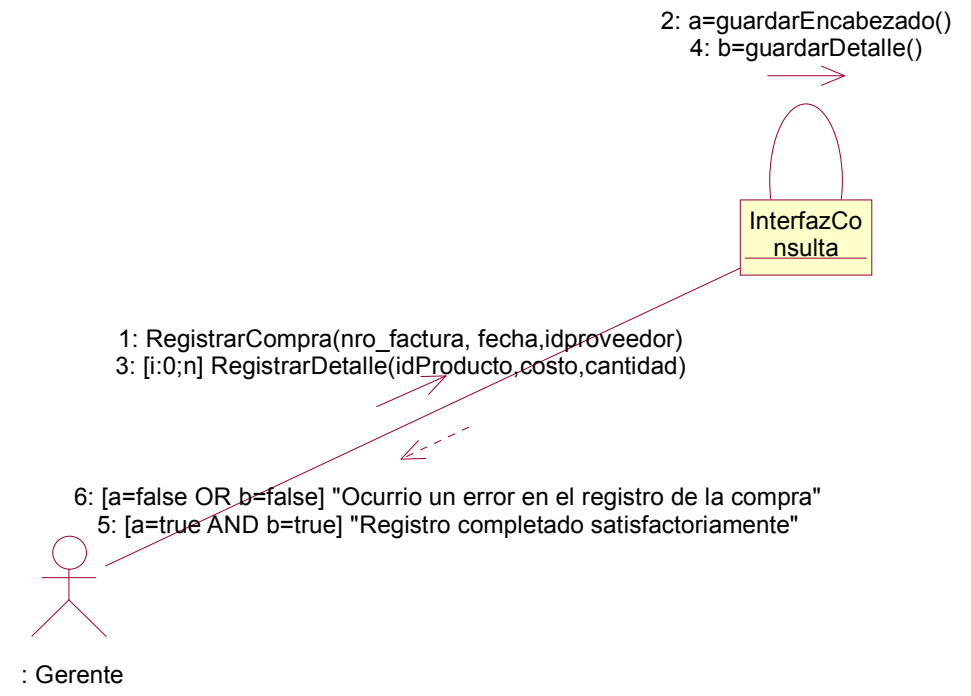 2: a=guardarEncabezado()
4: b=guardarDetalle()
InterfazCo
nsulta
1: RegistrarCompra(nro_factura, fecha,idproveedor)
3: [i:0;n] RegistrarDetalle(idProducto,costo,cantidad)
6: [a=false OR b=false] "Ocurrio un error en el registro de la compra"
5: [a=true AND b=true] "Registro completado satisfactoriamente"
: Gerente